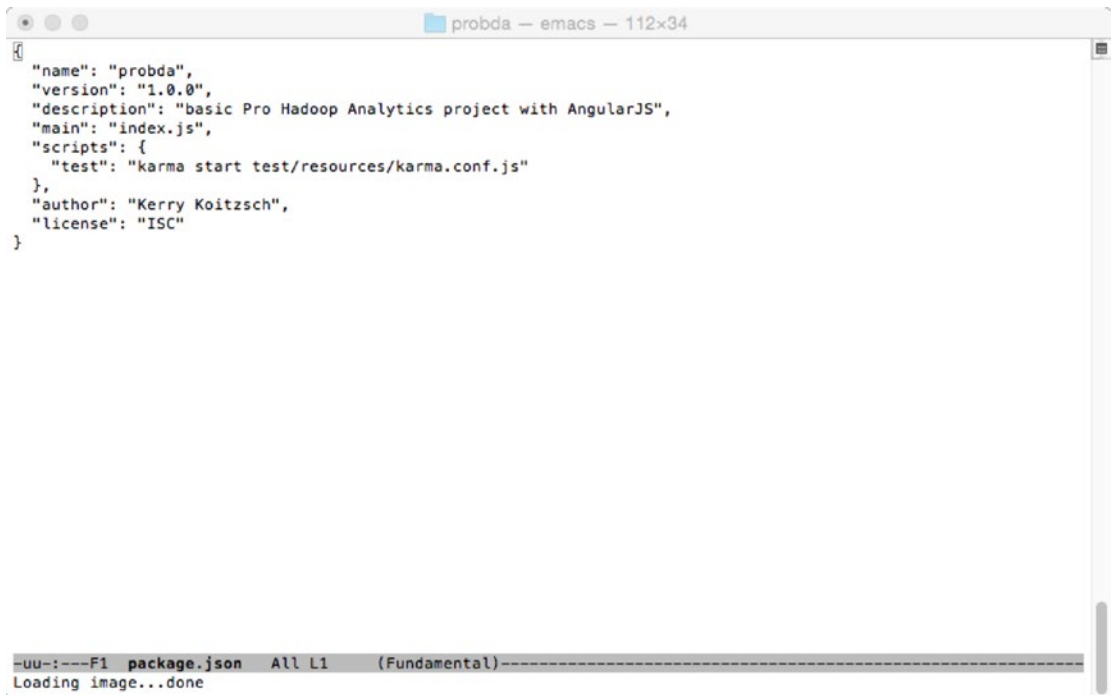 probda — emacs — 112×34
{
  "name": "probda",
  "version": "1.0.0",
  "description": "basic Pro Hadoop Analytics project with AngularJS",
  "main": "index.js",
  "scripts": {
    "test": "karma start test/resources/karma.conf.js"
  },
  "author": "Kerry Koitzsch",
  "license": "ISC"
}
-uu-:---F1  package.json   All L1     (Fundamental)--------------------------------------------------------------------------
Loading image...done